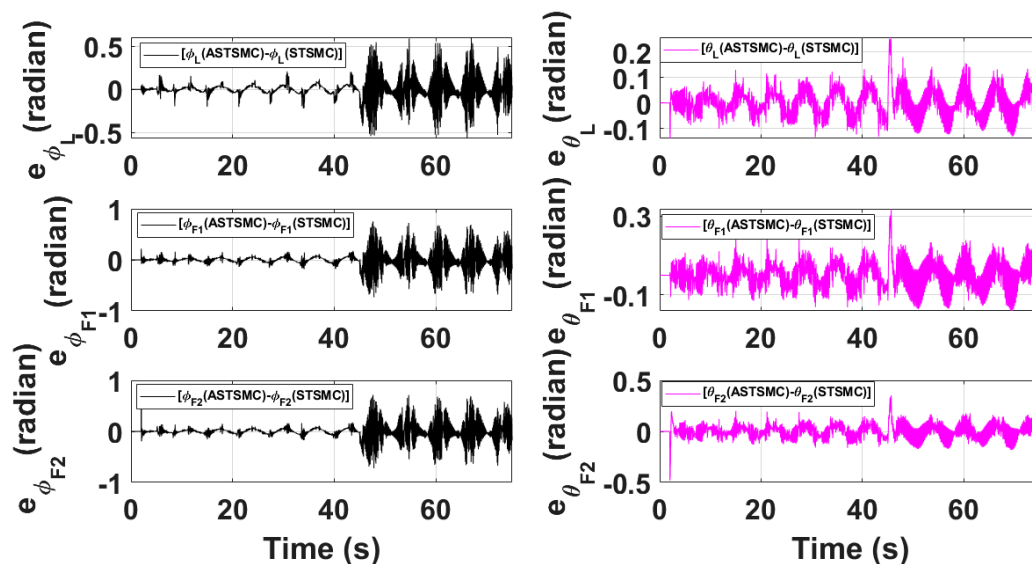 [ϕL(ASTSMC)-ϕL(STSMC)]
e ϕL (radian)
0.5
0
-0.5
0 20 40 60
[θL(ASTSMC)-θL(STSMC)]
e θL (radian)
0.2
0.1
0
-0.1
0 20 40 60
[ϕF1(ASTSMC)-ϕF1(STSMC)]
e ϕF1 (radian)
1
0
-1
0 20 40 60
[θF1(ASTSMC)-θF1(STSMC)]
e θF1 (radian)
0.3
-0.1
0 20 40 60
[ϕF2(ASTSMC)-ϕF2(STSMC)]
e ϕF2 (radian)
1
0
-1
0 20 40 60
Time (s)
[θF2(ASTSMC)-θF2(STSMC)]
e θF2 (radian)
0.5
0
-0.5
0 20 40 60
Time (s)